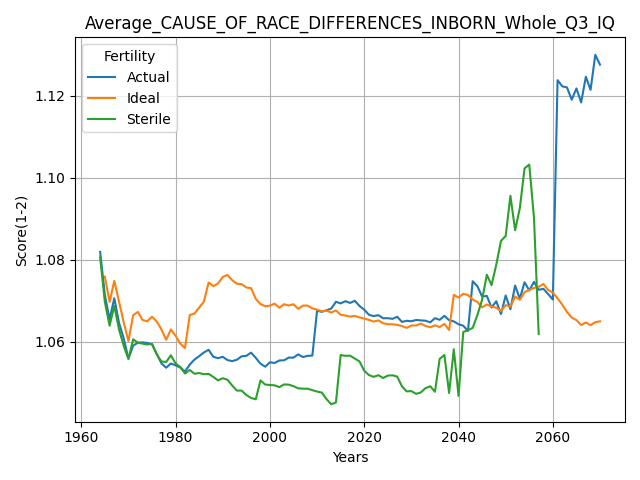 Average_CAUSE_OF_RACE_DIFFERENCES_INBORN_Whole_Q3_IQ
Fertility
Actual
Ideal
Sterile
Score(1-2)
1.12
1.10
1.08
1.06
1960 1980 2000 2020 2040 2060
Years